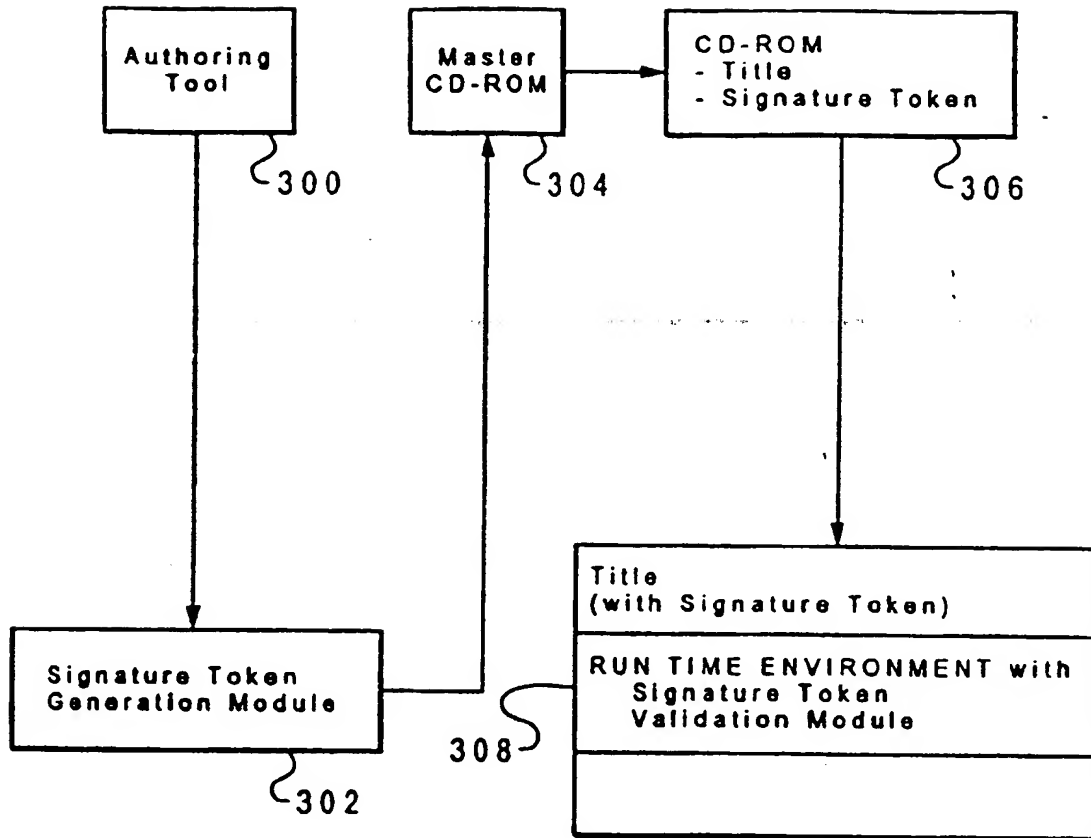 Authoring
Tool
300
Master
CD-ROM
304
CD-ROM
- Title
- Signature Token
306
Signature Token
Generation Module
302
Title
(with Signature Token)
RUN TIME ENVIRONMENT with
Signature Token
Validation Module
308